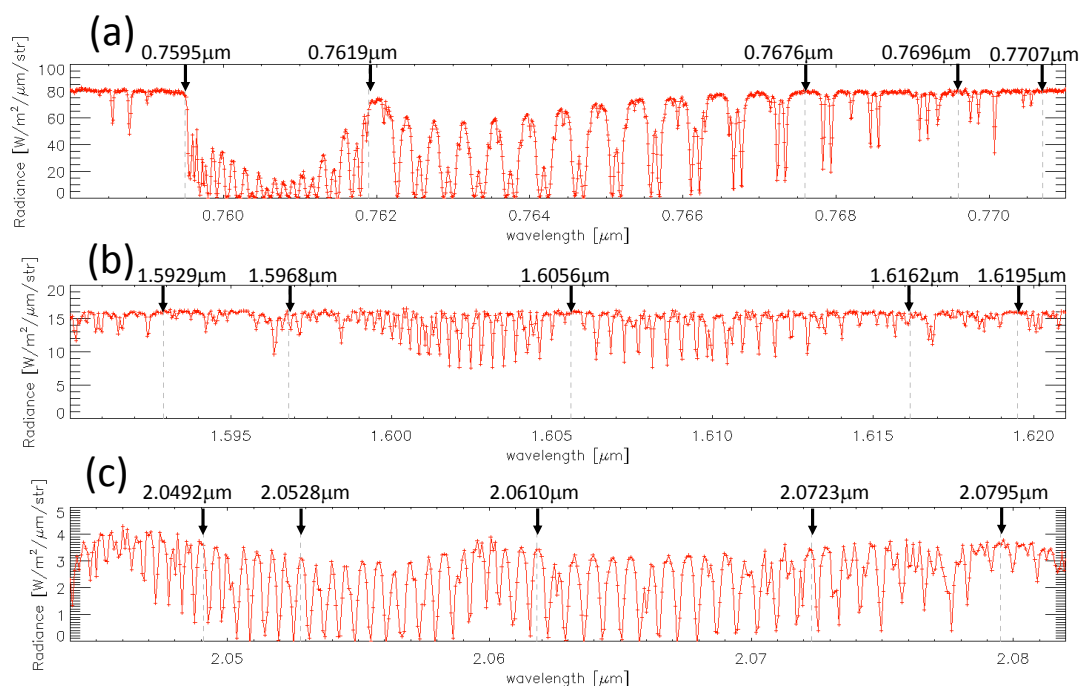 (a)
0.7595μm 0.7619μm 0.7676μm 0.7696μm 0.7707μm
Radiance [W/m²/μm/str]
100
80
60
40
20
0
0.760 0.762 0.764 0.766 0.768 0.770
wavelength [μm]
(b)
1.5929μm 1.5968μm 1.6056μm 1.6162μm 1.6195μm
Radiance [W/m²/μm/str]
20
15
10
5
0
1.595 1.600 1.605 1.610 1.615 1.620
wavelength [μm]
(c)
2.0492μm 2.0528μm 2.0610μm 2.0723μm 2.0795μm
Radiance [W/m²/μm/str]
5
4
3
2
1
0
2.05 2.06 2.07 2.08
wavelength [μm]